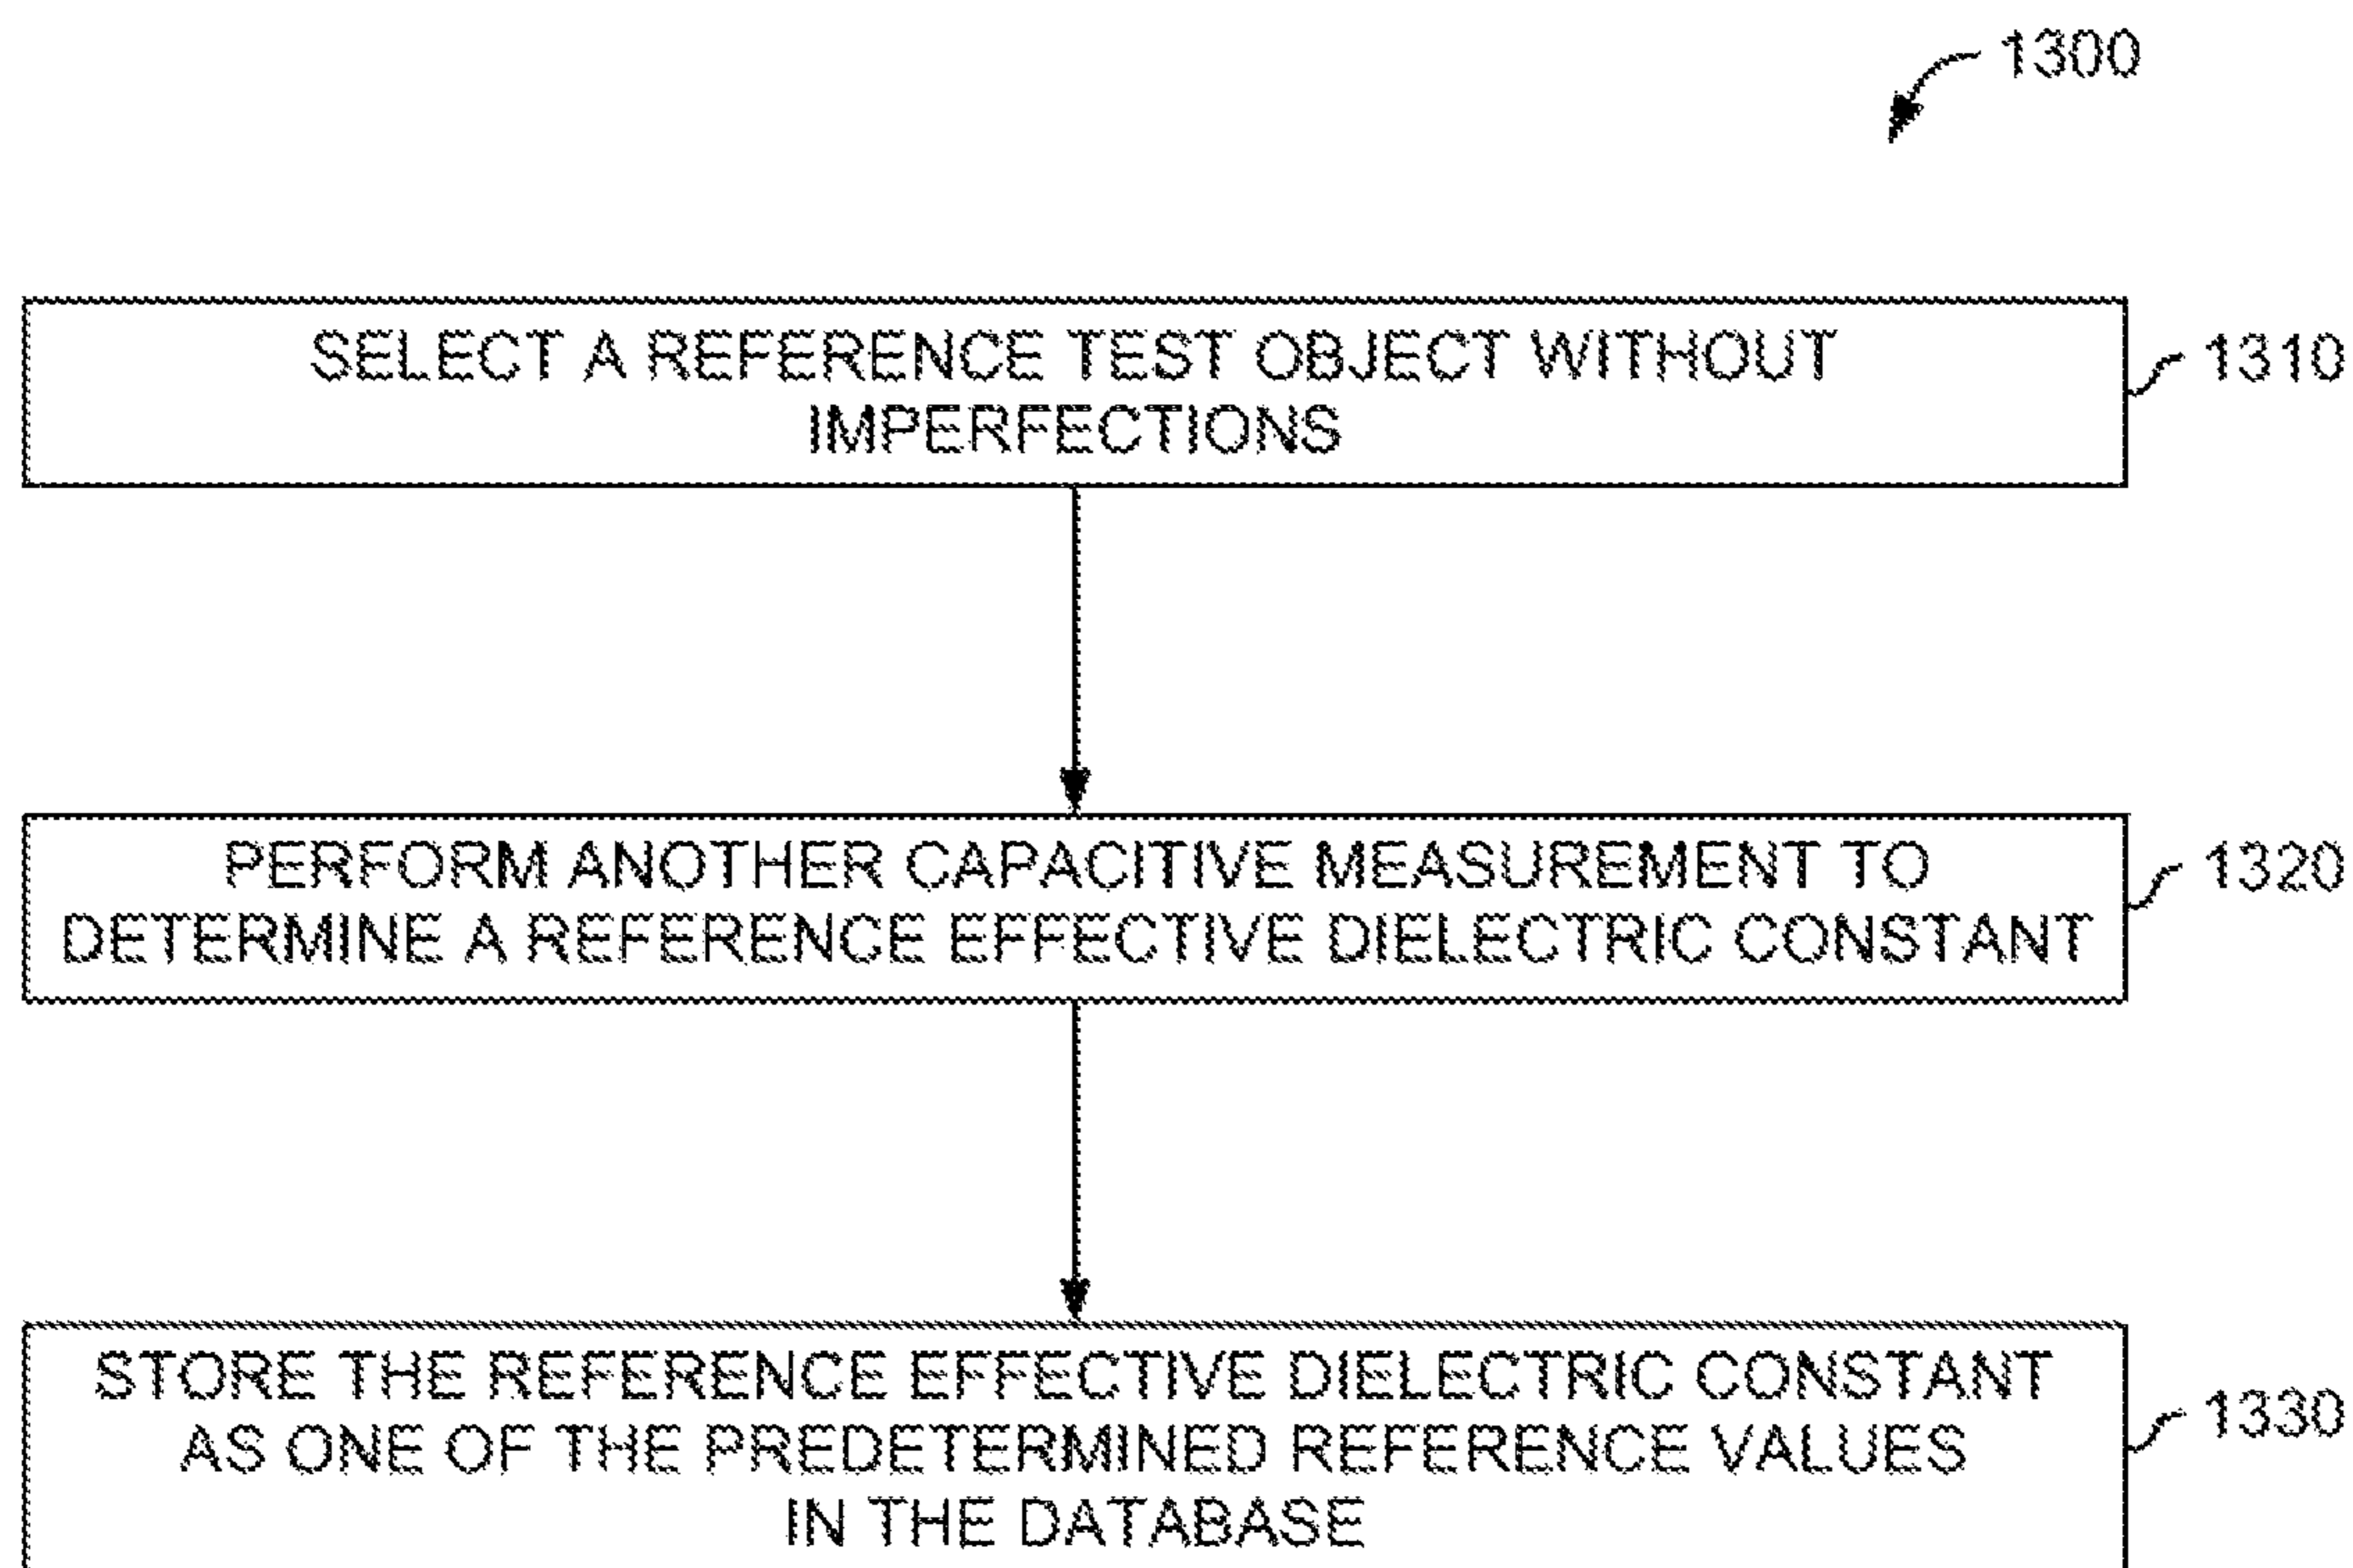 1300
SELECT A REFERENCE TEST OBJECT WITHOUT
IMPERFECTIONS
1310
PERFORM ANOTHER CAPACITIVE MEASUREMENT TO
DETERMINE A REFERENCE EFFECTIVE DIELECTRIC CONSTANT
1320
STORE THE REFERENCE EFFECTIVE DIELECTRIC CONSTANT
AS ONE OF THE PREDETERMINED REFERENCE VALUES
IN THE DATABASE
1330